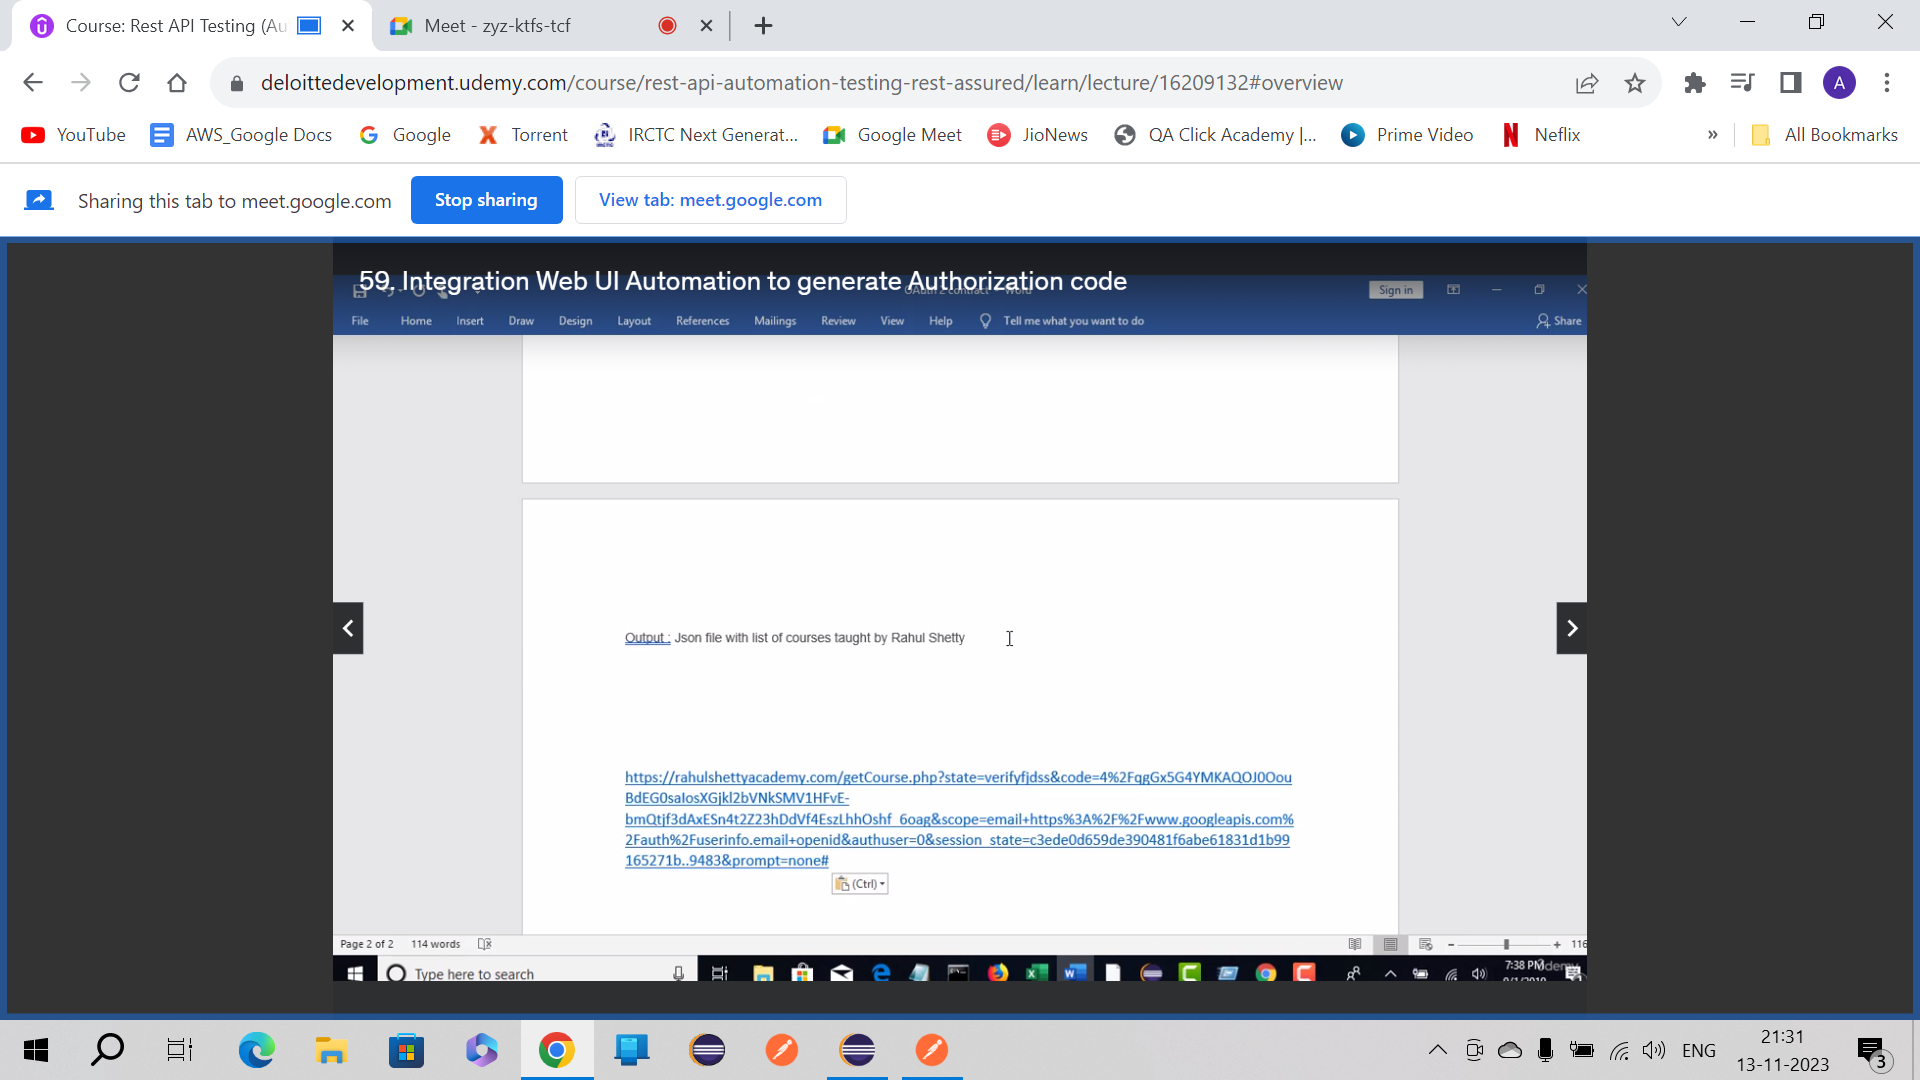 Course: Rest API Testing (Au
Meet - zyz-ktfs-tcf
deloittedevelopment.udemy.com/course/rest-api-automation-testing-rest-assured/learn/lecture/16209132#overview
A
YouTube AWS_Google Docs Google Torrent IRCTC Next Generat... Google Meet JioNews QA Click Academy |... Prime Video Neflix » All Bookmarks
Sharing this tab to meet.google.com Stop sharing View tab: meet.google.com
59. Integration Web UI Automation to generate Authorization code
Sign in
File Home Insert Draw Design Layout References Mailings Review View Help Tell me what you want to do Share
Output : Json file with list of courses taught by Rahul Shetty
https://rahulshettyacademy.com/getCourse.php?state=verifyfjdss&code=4%2FqgGx5G4YMKAQOJ0Oou
BdEG0saIosXGjkl2bVNkSMV1HFvE-
bmQtjf3dAxESn4t2Z23hDdVf4EszLhhOshf_6oag&scope=email+https%3A%2F%2Fwww.googleapis.com%
2Fauth%2Fuserinfo.email+openid&authuser=0&session_state=c3ede0d659de390481f6abe61831d1b99
165271b..9483&prompt=none#
(Ctrl)
Page 2 of 2 114 words 116
Type here to search 7:38 PM
ENG 21:31
13-11-2023 3